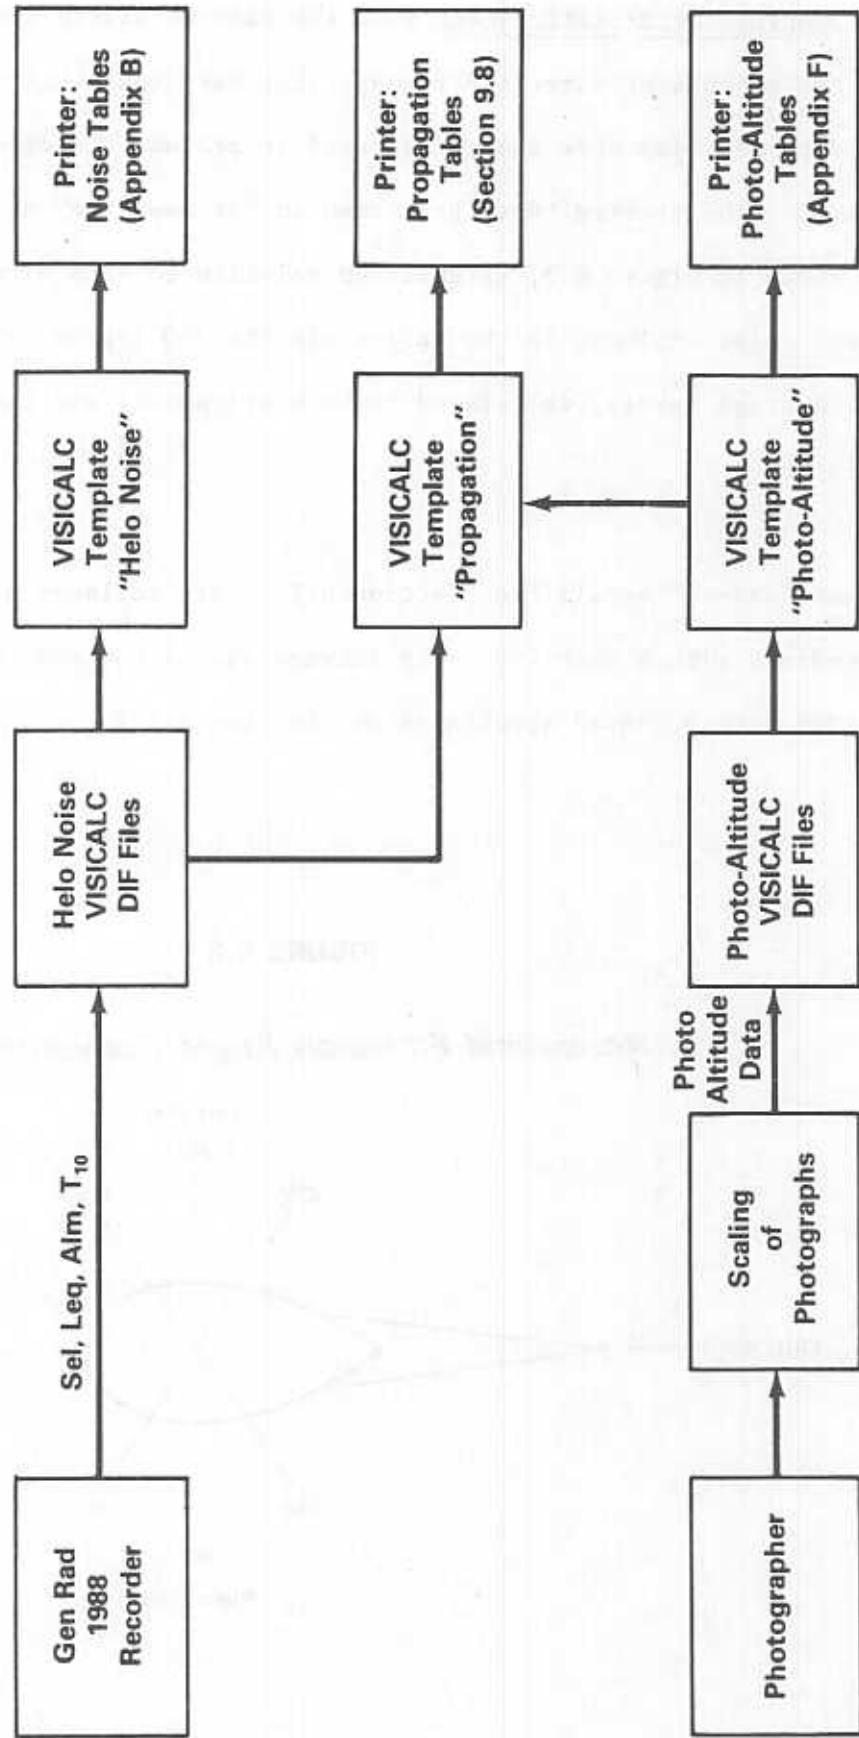 Gen Rad
1988
Recorder
Sel, Leq, Alm, T₁₀
Helo Noise
VISICALC
DIF Files
VISICALC
Template
"Helo Noise"
Printer:
Noise Tables
(Appendix B)
VISICALC
Template
"Propagation"
Printer:
Propagation
Tables
(Section 9.8)
Photographer
Scaling
of
Photographs
Photo
Altitude
Data
Photo-Altitude
VISICALC
DIF Files
VISICALC
Template
"Photo-Altitude"
Printer:
Photo-Altitude
Tables
(Appendix F)